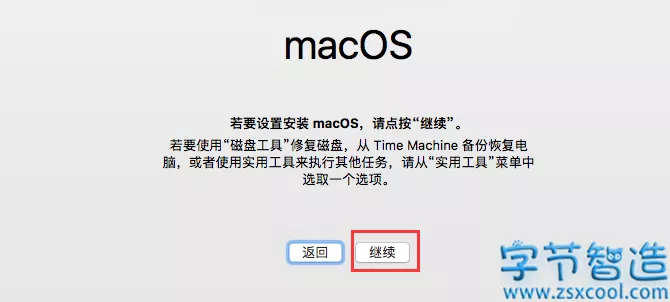 macOS
若要设置安装 macOS，请点按“继续”。
若要使用“磁盘工具”修复磁盘，从 Time Machine 备份恢复电
脑，或者使用实用工具来执行其他任务，请从“实用工具”菜单中
选取一个选项。
返回
继续
字节智造
www.zsxcool.com